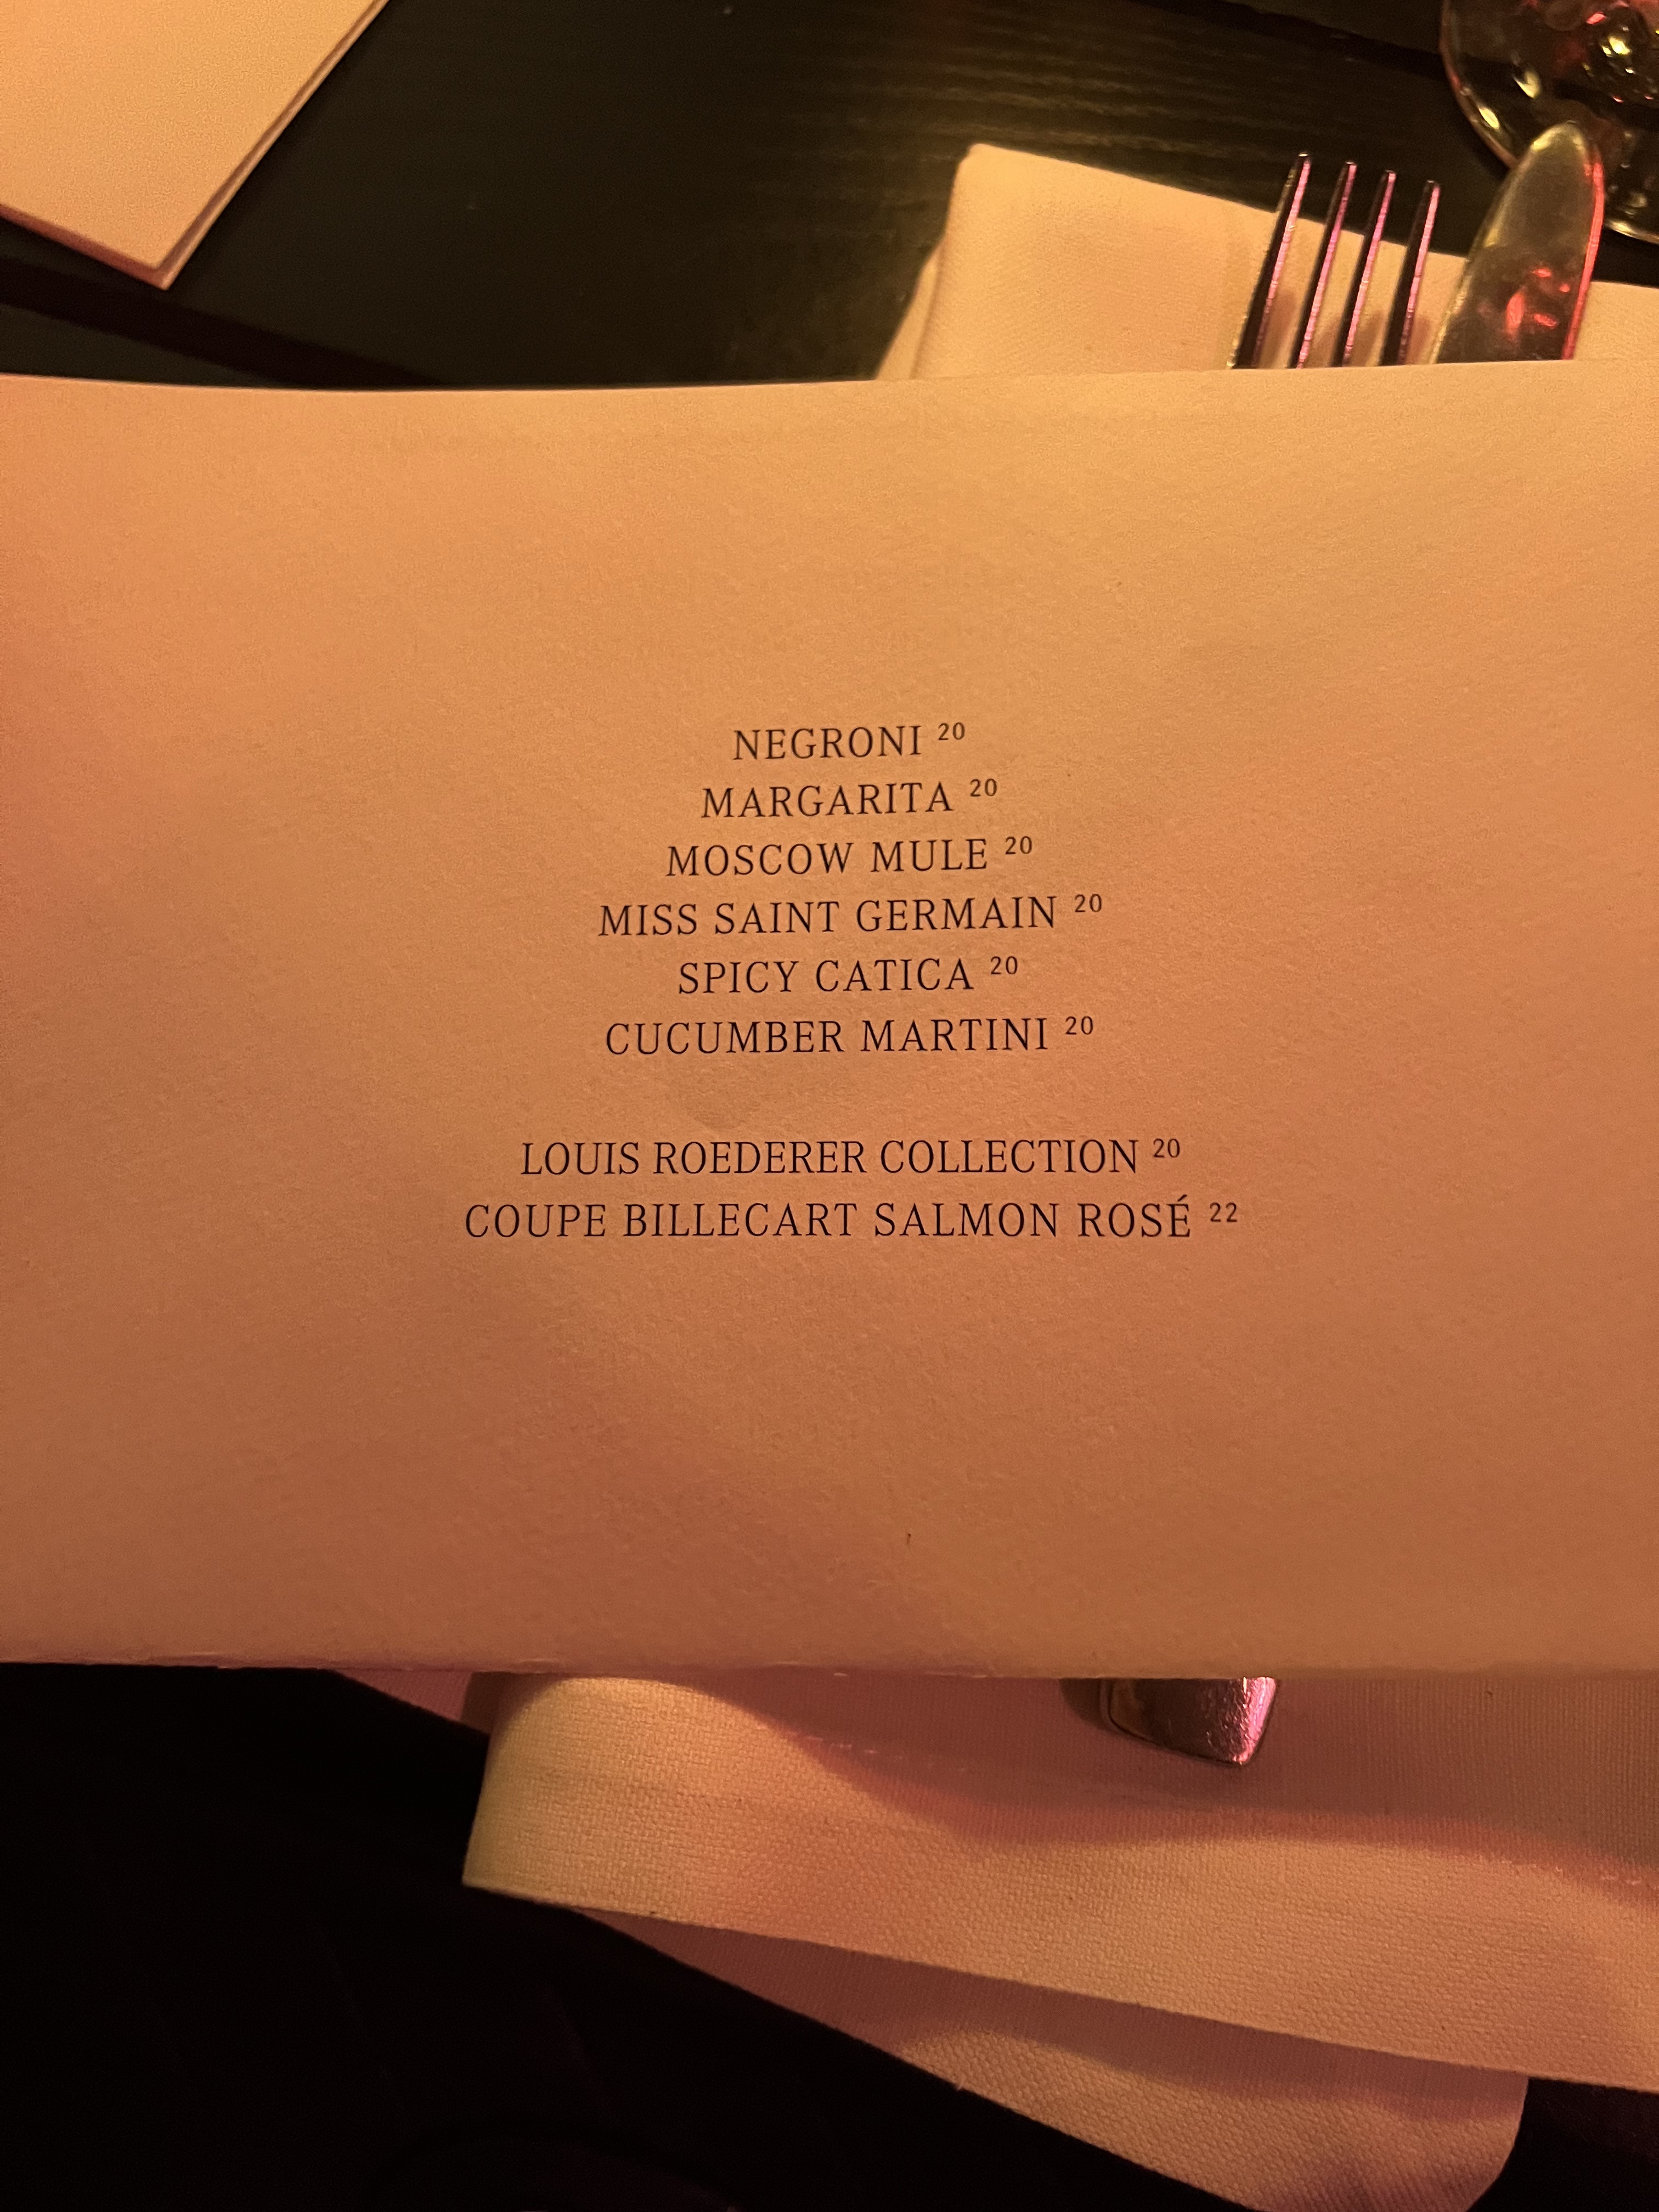 NEGRONI 20
MARGARITA 20
MOSCOW MULE 20
MISS SAINT GERMAIN 20
SPICY CATICA 20
CUCUMBER MARTINI 20
LOUIS ROEDERER COLLECTION 20
COUPE BILLECART SALMON ROSÉ 22